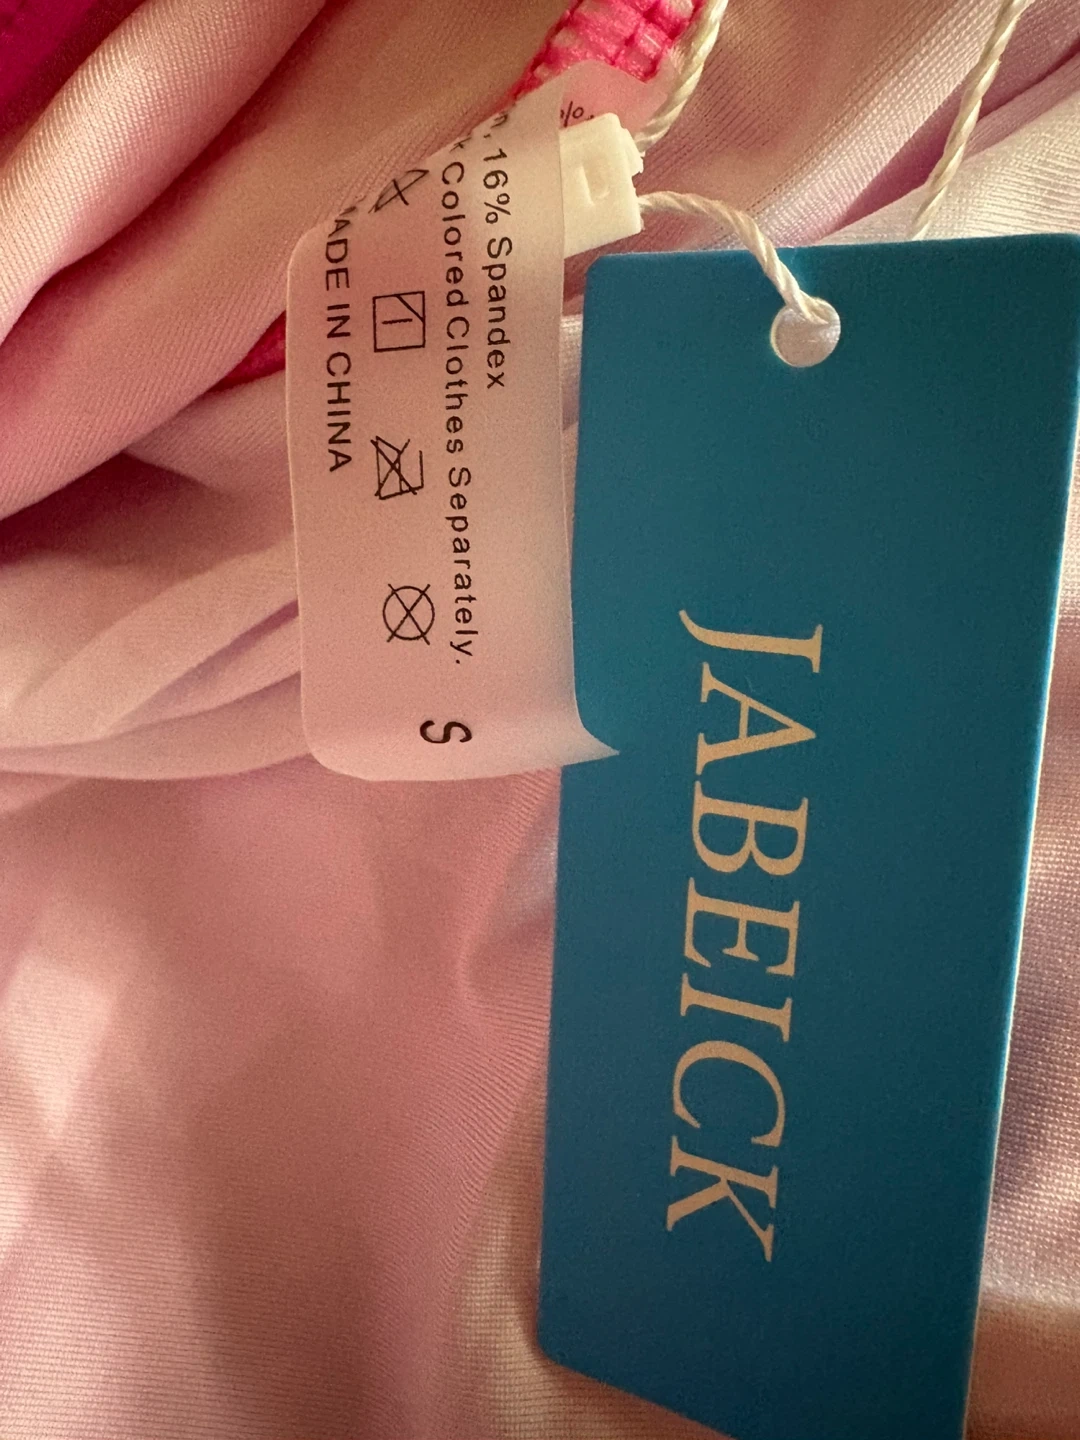 16% Spandex
Colored Clothes Separately.
MADE IN CHINA
S
JABEICK